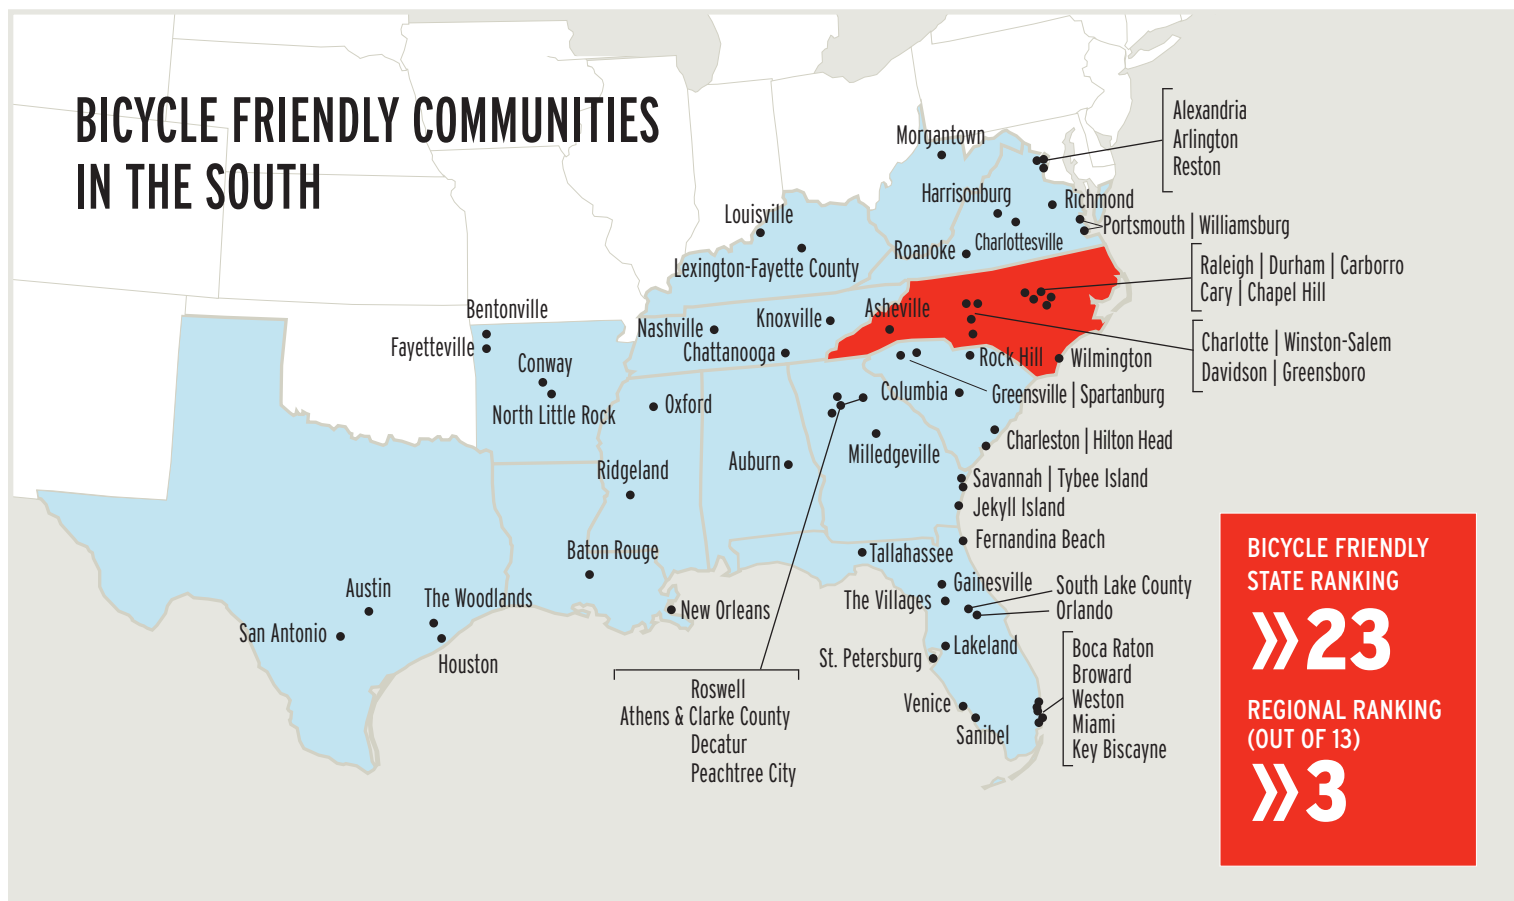 BICYCLE FRIENDLY COMMUNITIES
IN THE SOUTH
Morgantown
Alexandria
Arlington
Reston
Harrisonburg
Richmond
Louisville
Portsmouth | Williamsburg
Charlottesville
Roanoke
Lexington-Fayette County
Raleigh | Durham | Carborro
Cary | Chapel Hill
Bentonville
Asheville
Knoxville
Nashville
Fayetteville
Chattanooga
Charlotte | Winston-Salem
Davidson | Greensboro
Rock Hill
Wilmington
Conway
Columbia
Greensville | Spartanburg
Oxford
North Little Rock
Charleston | Hilton Head
Milledgeville
Auburn
Ridgeland
Savannah | Tybee Island
Jekyll Island
Fernandina Beach
Baton Rouge
Tallahassee
Gainesville
South Lake County
Austin
The Woodlands
The Villages
New Orleans
Orlando
San Antonio
Houston
Lakeland
St. Petersburg
Boca Raton
Broward
Weston
Miami
Key Biscayne
Venice
Sanibel
Roswell
Athens & Clarke County
Decatur
Peachtree City
BICYCLE FRIENDLY
STATE RANKING
»23
REGIONAL RANKING
(OUT OF 13)
»3